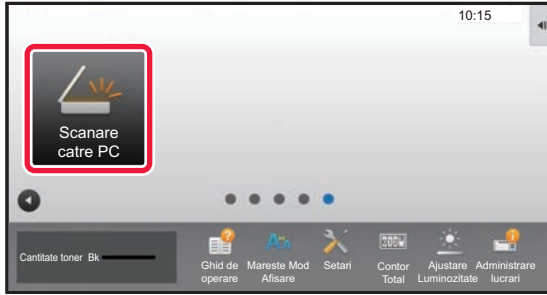 10:15
Scanare
catre PC
Cantitate toner Bk
Ghid de
operare
Mareste Mod
Afisare
Setari
Contor
Total
Ajustare
Luminozitate
Administrare
lucrari